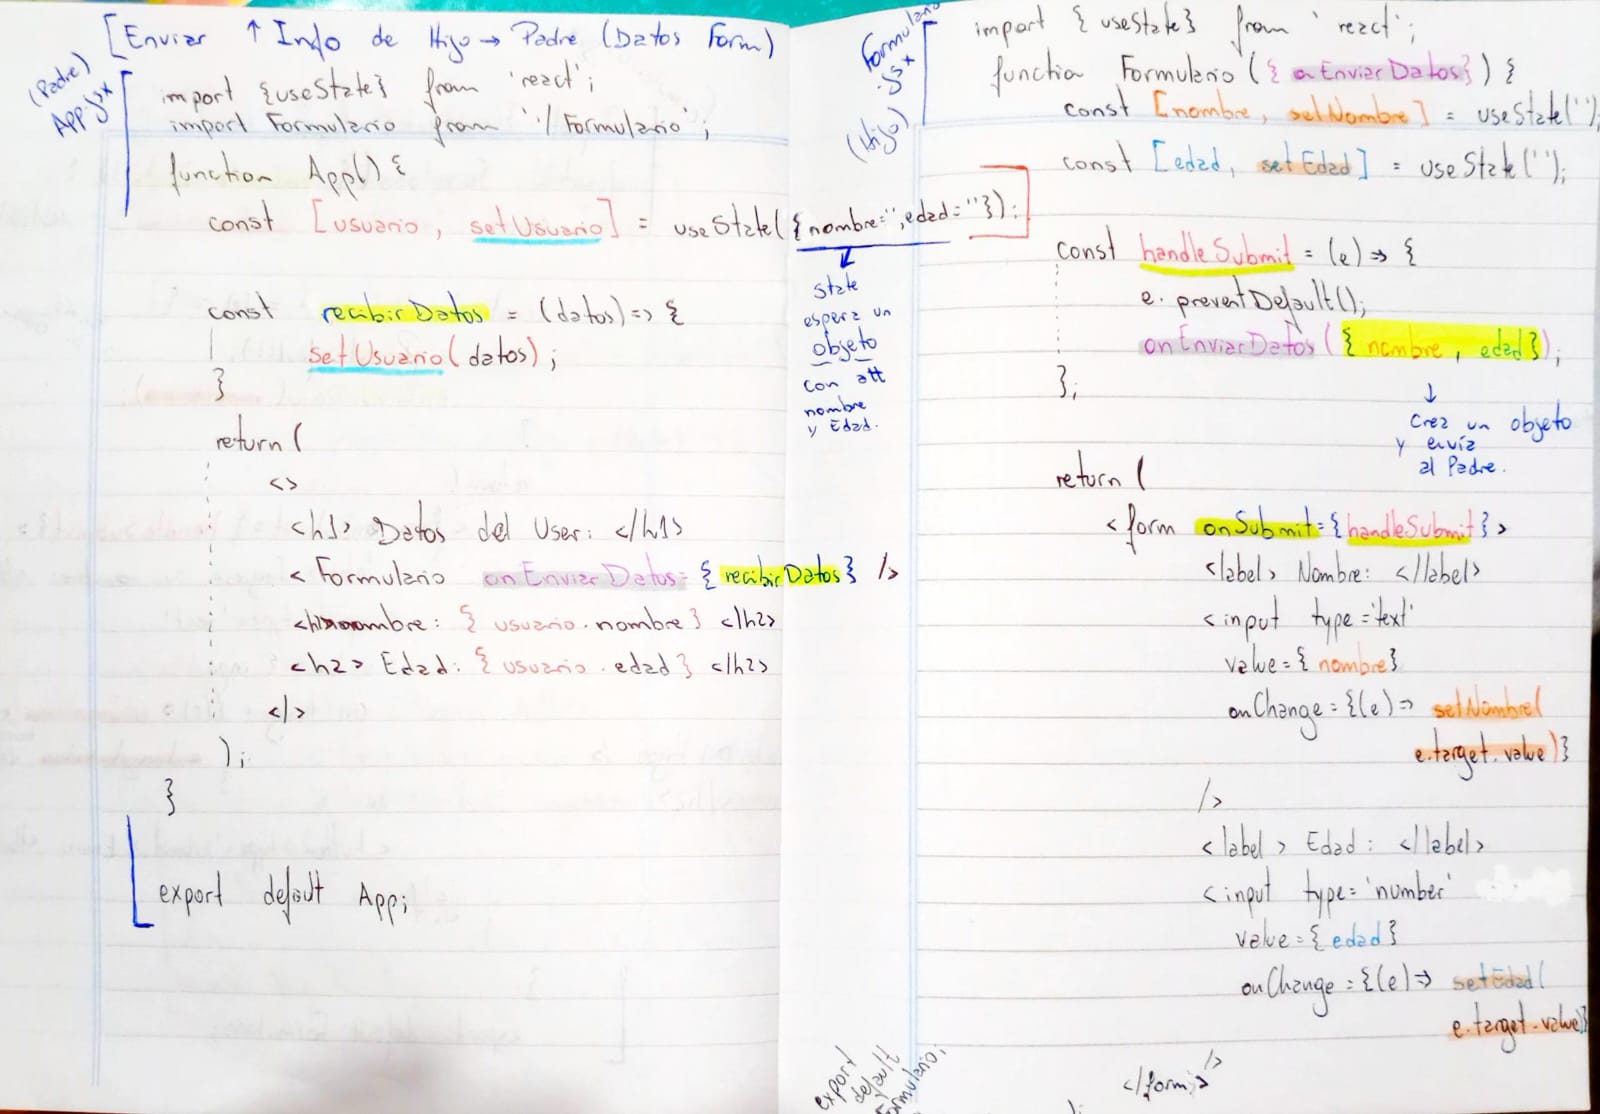 [Enviar ↑ Info de Hijo → Padre (Datos Form)
(Padre)
App.jsx
import {useState} from 'react';
import Formulario from './Formulario';
function App() {
const [usuario, setUsuario] = useState({nombre='',edad=''});
state
espera un
objeto
con att
nombre
y Edad.
const recibirDatos = (datos) => {
setUsuario(datos);
}
return (
<>
<h1> Datos del User: </h1>
<Formulario onEnviarDatos={recibirDatos} />
nombre: {usuario.nombre} </h2>
<h2> Edad: {usuario.edad} </h2>
</>
);
}
export default App;
Formulario
.jsx
(Hijo)
import {useState} from 'react';
function Formulario({onEnviarDatos}) {
const [nombre, setNombre] = useState('');
const [edad, setEdad] = useState('');
const handleSubmit = (e) => {
e.preventDefault();
onEnviarDatos({nombre, edad});
};
↓
Crea un objeto
y envía
al Padre.
return (
<form onSubmit={handleSubmit}>
<label> Nombre: </label>
<input type='text'
value={nombre}
onChange={(e) => setNombre(
e.target.value)}
/>
<label> Edad: </label>
<input type='number'
value={edad}
onChange={(e) => setEdad(
e.target.value)}
/>
</form>
);
export
default
Formulario;